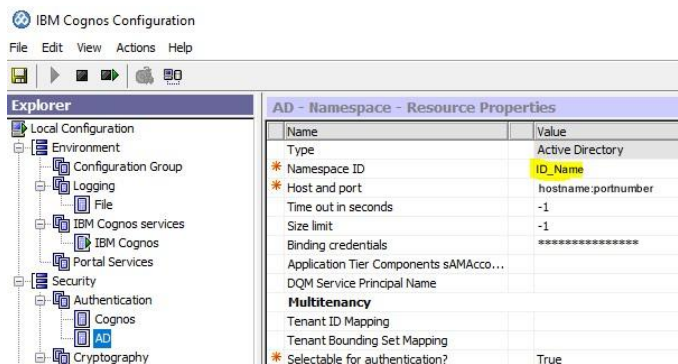 IBM Cognos Configuration
File Edit View Actions Help
Explorer
Local Configuration
Environment
Configuration Group
Logging
File
IBM Cognos services
IBM Cognos
Portal Services
Security
Authentication
Cognos
AD
Cryptography
AD - Namespace - Resource Properties
Name Value
Type Active Directory
* Namespace ID ID_Name
* Host and port hostname:portnumber
Time out in seconds -1
Size limit -1
Binding credentials ***************
Application Tier Components sAMAcco...
DQM Service Principal Name
Multitenancy
Tenant ID Mapping
Tenant Bounding Set Mapping
* Selectable for authentication? True